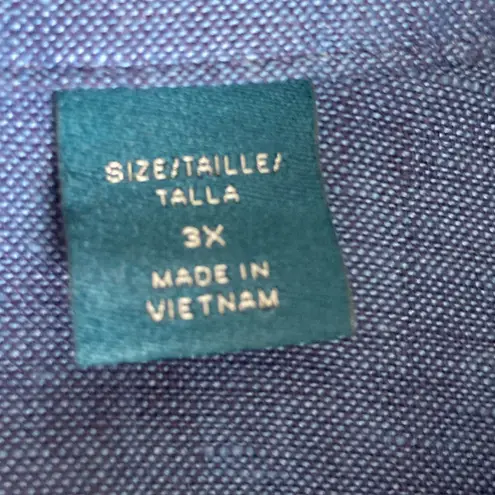 SIZE/TAILLE/
TALLA
3X
MADE IN
VIETNAM